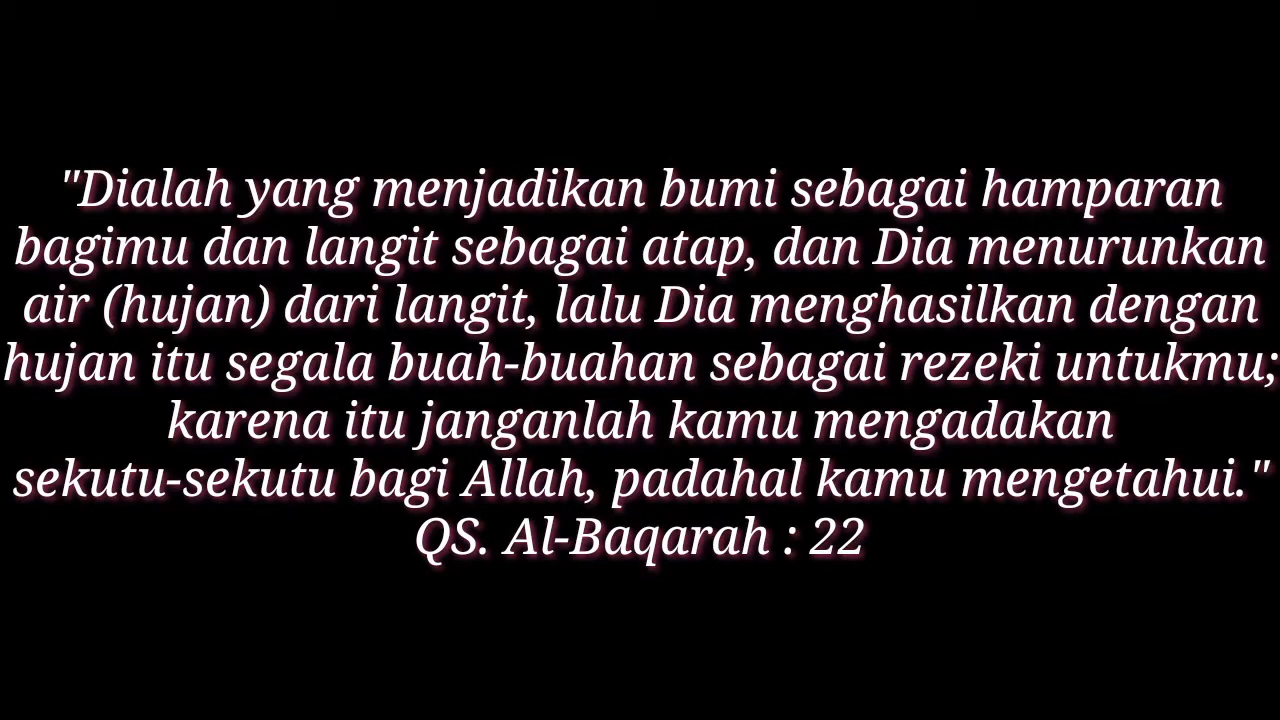 "Dialah yang menjadikan bumi sebagai hamparan
bagimu dan langit sebagai atap, dan Dia menurunkan
air (hujan) dari langit, lalu Dia menghasilkan dengan
hujan itu segala buah-buahan sebagai rezeki untukmu;
karena itu janganlah kamu mengadakan
sekutu-sekutu bagi Allah, padahal kamu mengetahui."
QS. Al-Baqarah : 22